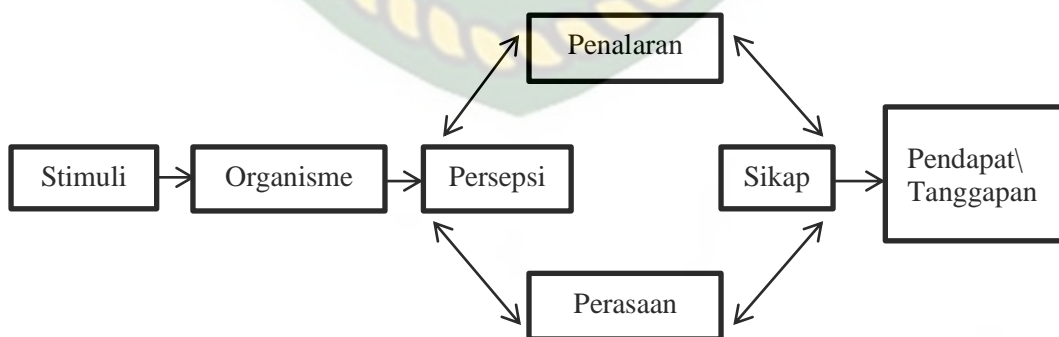 Penalaran
Stimuli
Organisme
Persepsi
Sikap
Pendapat\
Tanggapan
Perasaan